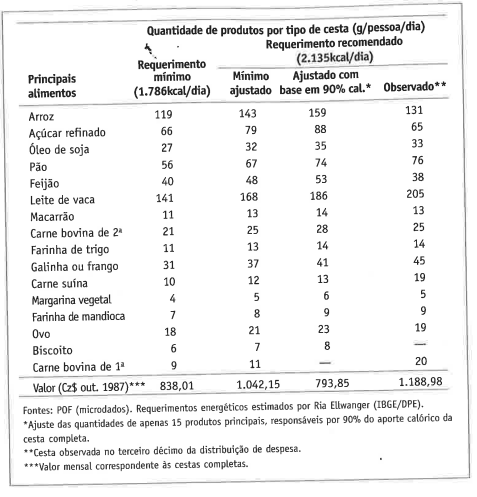 Quantidade de produtos por tipo de cesta (g/pessoa/dia)
Requerimento recomendado
(2.135kcal/dia)
Principais alimentos Requerimento mínimo (1.786kcal/dia) Mínimo ajustado Ajustado com base em 90% cal.* Observado**
Arroz 119 143 159 131
Açúcar refinado 66 79 88 65
Óleo de soja 27 32 35 33
Pão 56 67 74 76
Feijão 40 48 53 38
Leite de vaca 141 168 186 205
Macarrão 11 13 14 13
Carne bovina de 2ª 21 25 28 25
Farinha de trigo 11 13 14 14
Galinha ou frango 31 37 41 45
Carne suína 10 12 13 19
Margarina vegetal 4 5 6 5
Farinha de mandioca 7 8 9 9
Ovo 18 21 23 19
Biscoito 6 7 8 —
Carne bovina de 1ª 9 11 — 20
Valor (Cz$ out. 1987)*** 838,01 1.042,15 793,85 1.188,98
Fontes: POF (microdados). Requerimentos energéticos estimados por Ria Ellwanger (IBGE/DPE).
*Ajuste das quantidades de apenas 15 produtos principais, responsáveis por 90% do aporte calórico da
cesta completa.
**Cesta observada no terceiro décimo da distribuição de despesa.
***Valor mensal correspondente às cestas completas.